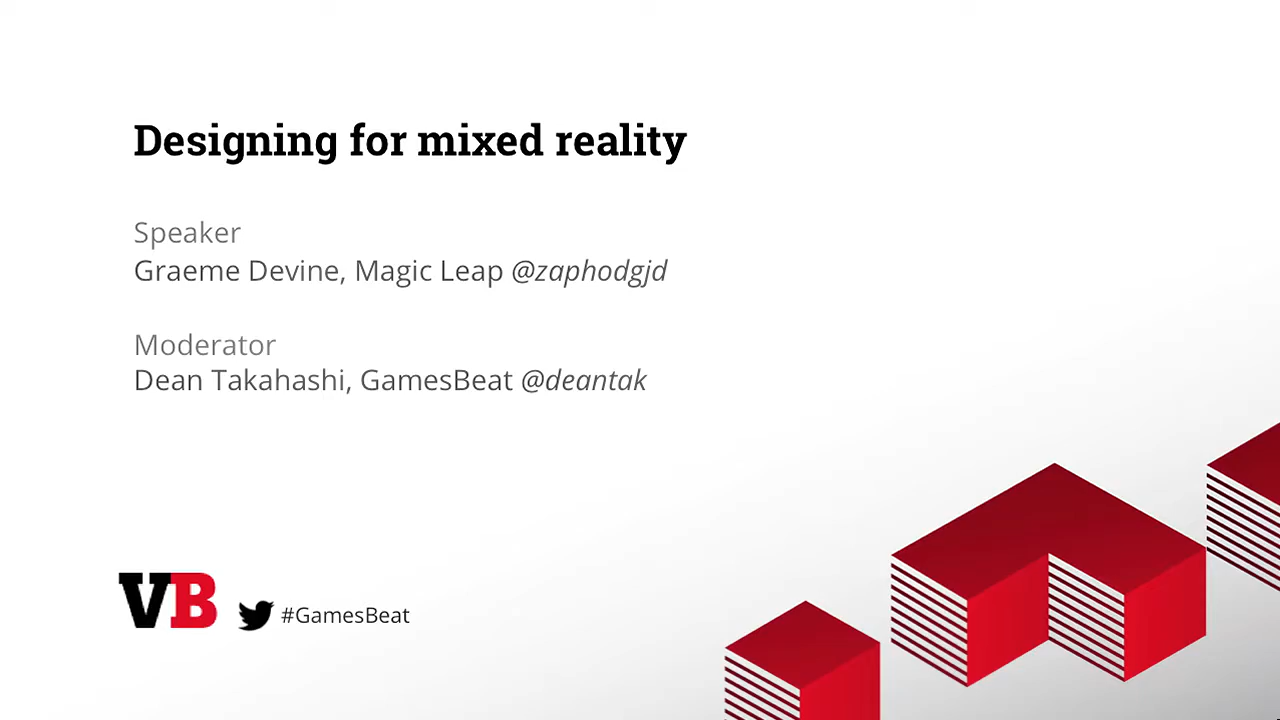 Designing for mixed reality
Speaker
Graeme Devine, Magic Leap @zaphodgjd
Moderator
Dean Takahashi, GamesBeat @deantak
VB
#GamesBeat